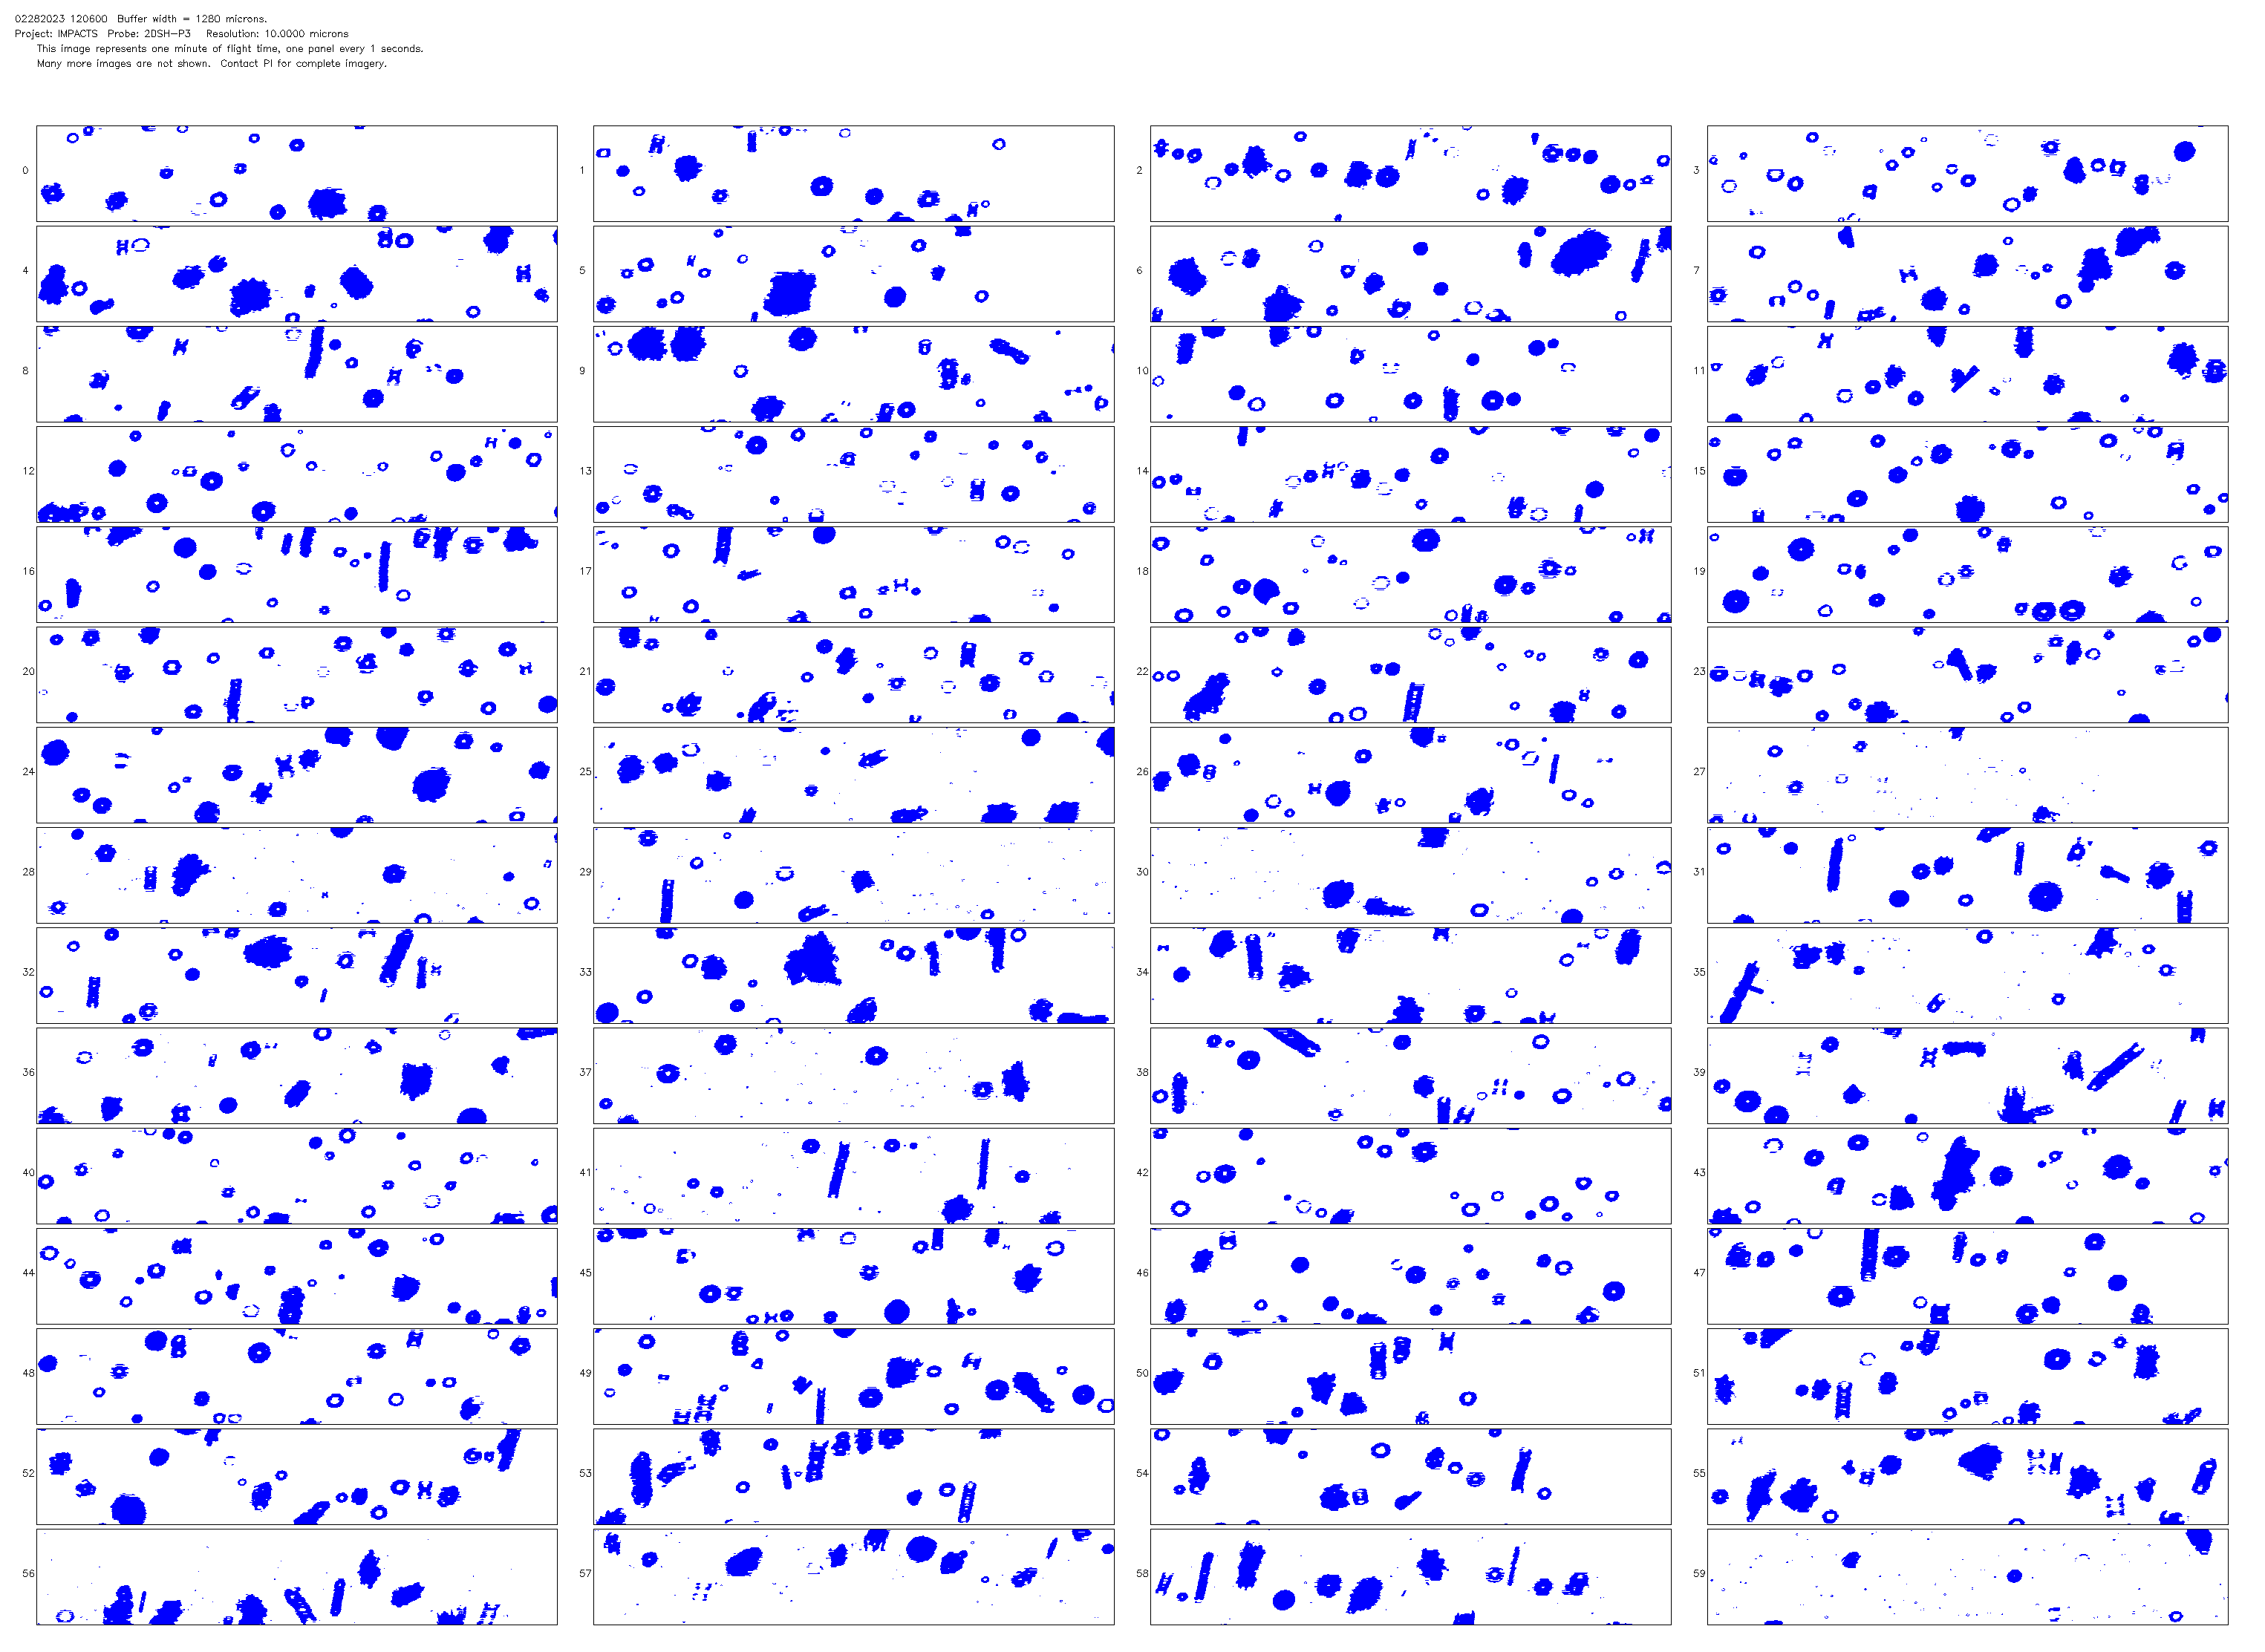 02282023 120600 Buffer width = 1280 microns.
Project: IMPACTS Probe: 2DSH-P3 Resolution: 10.0000 microns
This image represents one minute of flight time, one panel every 1 seconds.
Many more images are not shown. Contact PI for complete imagery.
0 1 2 3
4 5 6 7
8 9 10 11
12 13 14 15
16 17 18 19
20 21 22 23
24 25 26 27
28 29 30 31
32 33 34 35
36 37 38 39
40 41 42 43
44 45 46 47
48 49 50 51
52 53 54 55
56 57 58 59